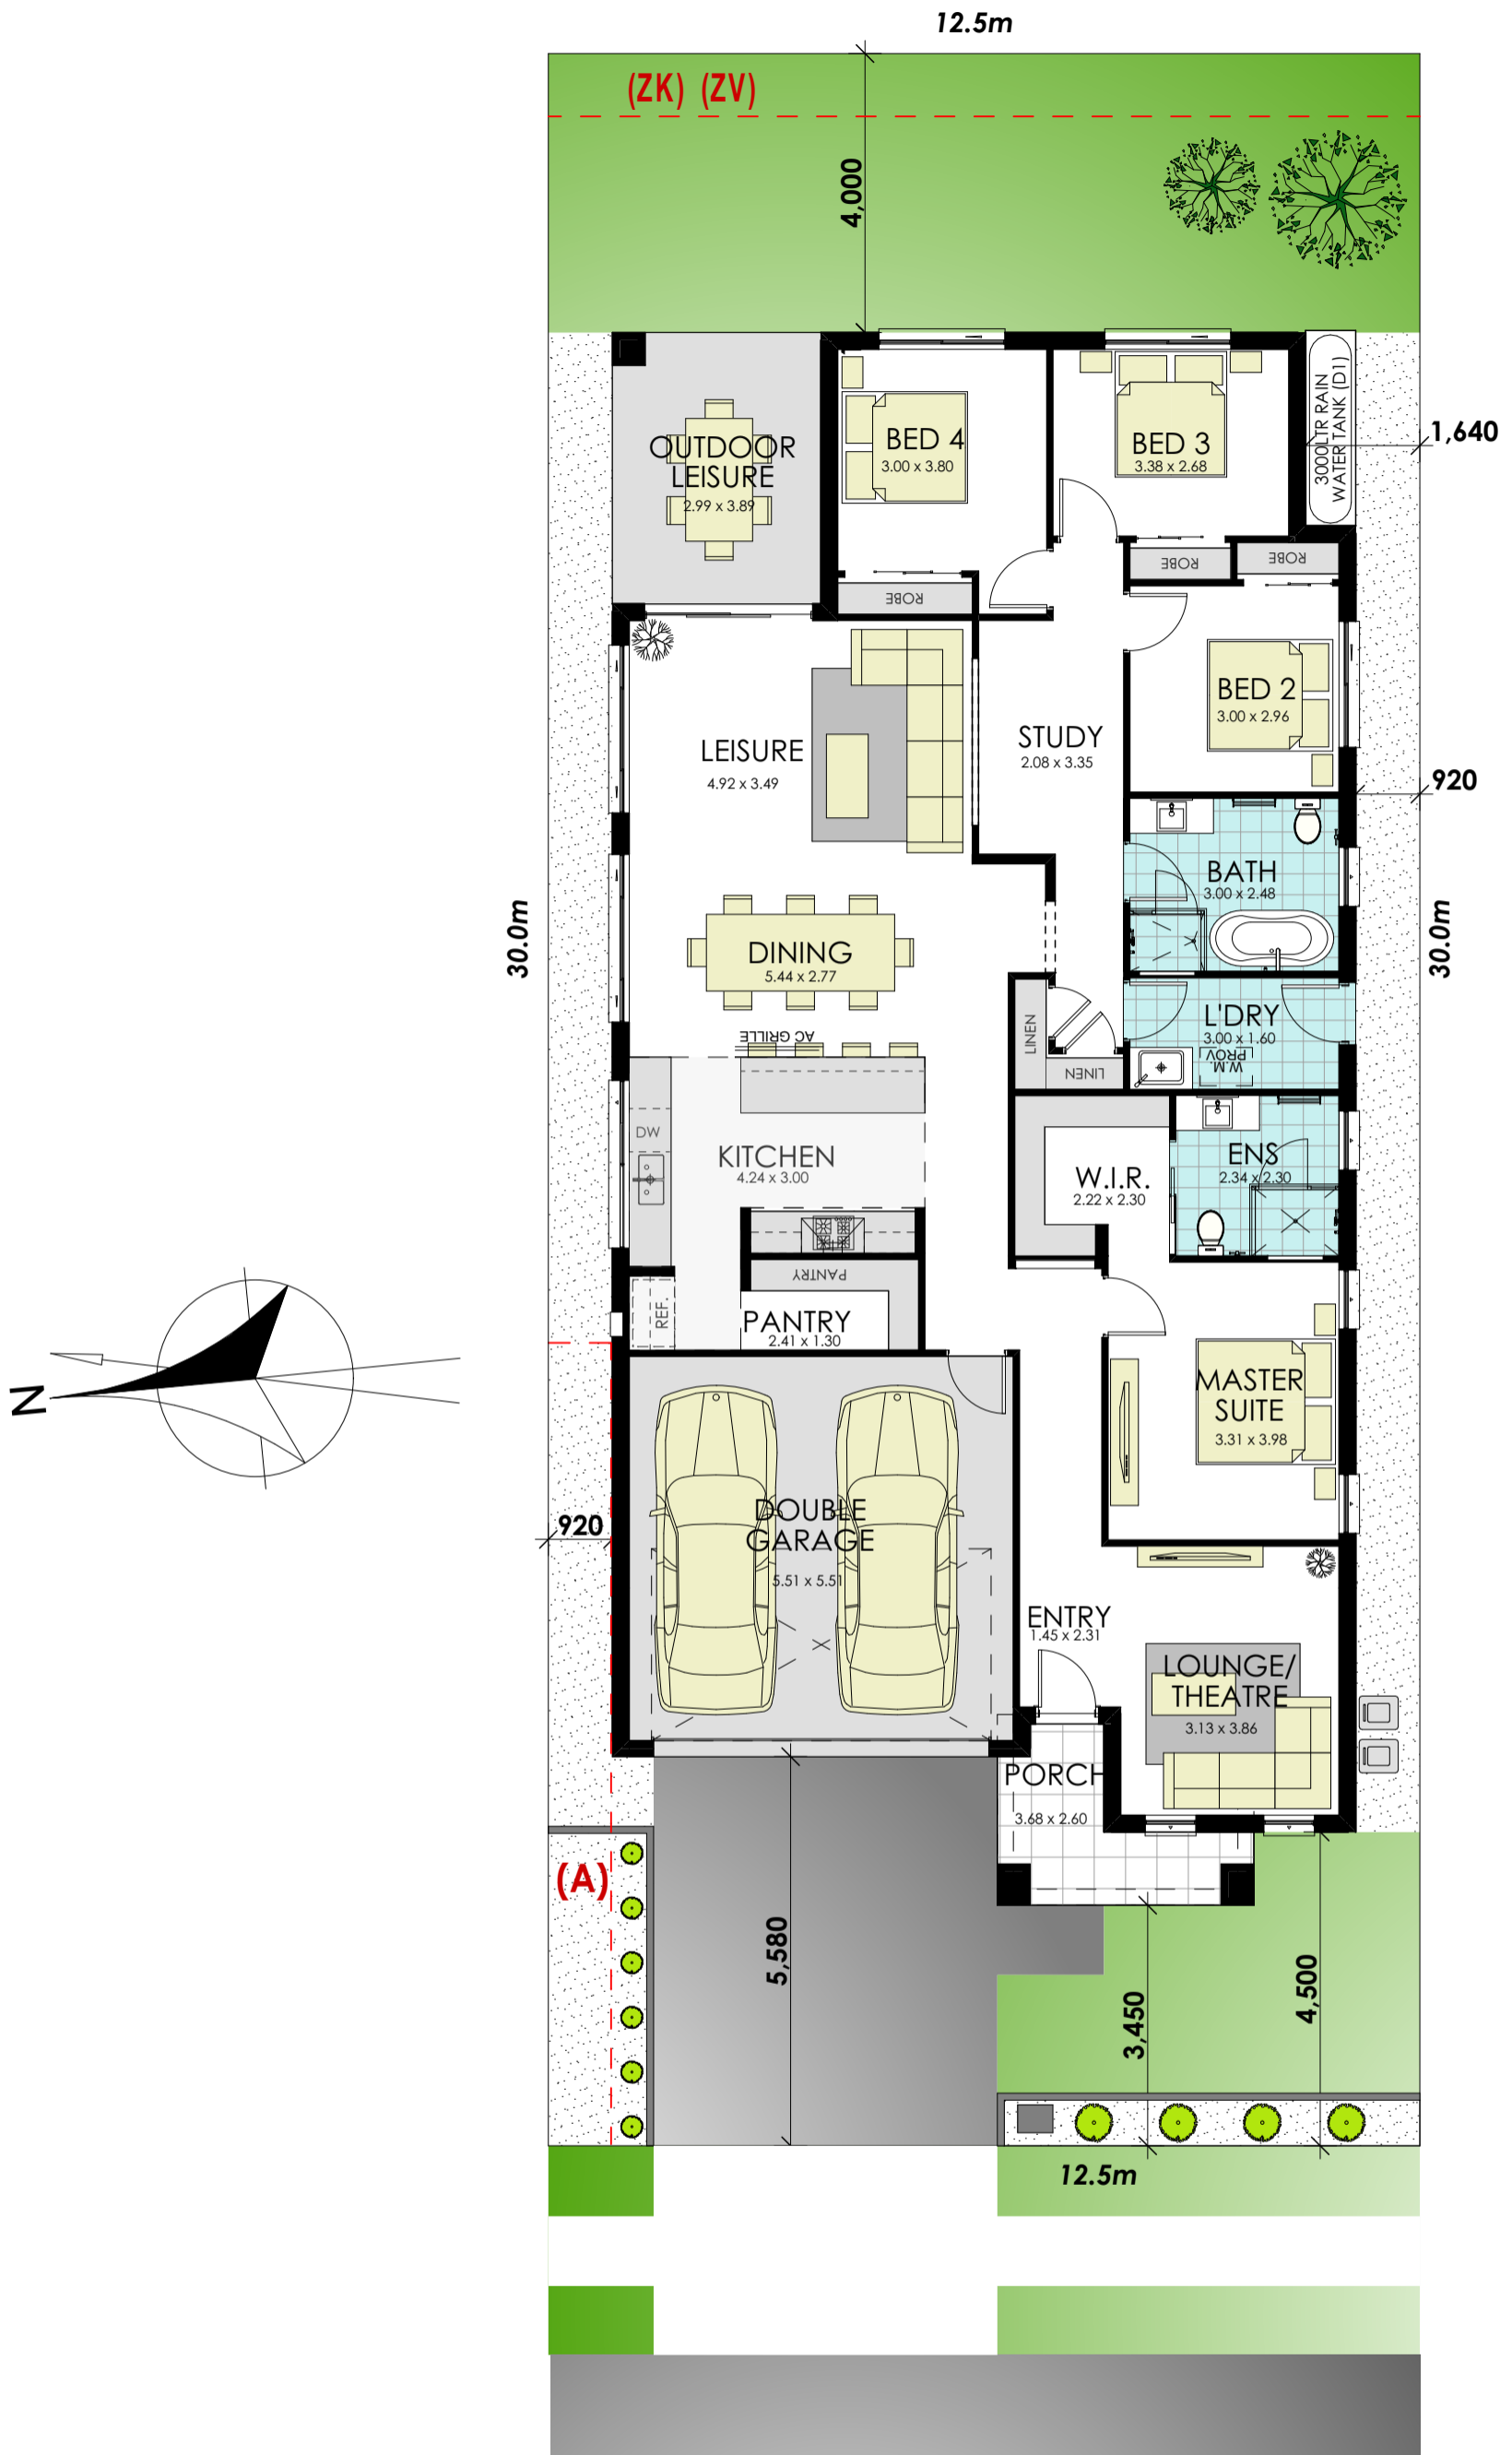 12.5m
(ZK) (ZV)
4,000
OUTDOOR
LEISURE
2.99 x 3.89
BED 4
3.00 x 3.80
BED 3
3.38 x 2.68
3000LTR RAIN
WATER TANK (D1)
1,640
ROBE
ROBE
ROBE
LEISURE
4.92 x 3.49
STUDY
2.08 x 3.35
BED 2
3.00 x 2.96
920
BATH
3.00 x 2.48
30.0m
30.0m
DINING
5.44 x 2.77
AC GRILLE
LINEN
LINEN
L'DRY
3.00 x 1.60
W.M.
PROV
DW
KITCHEN
4.24 x 3.00
W.I.R.
2.22 x 2.30
ENS
2.34 x 2.30
PANTRY
REF.
PANTRY
2.41 x 1.30
N
MASTER
SUITE
3.31 x 3.98
920
DOUBLE
GARAGE
5.51 x 5.51
ENTRY
1.45 x 2.31
LOUNGE/
THEATRE
3.13 x 3.86
PORCH
3.68 x 2.60
(A)
5,580
3,450
4,500
12.5m